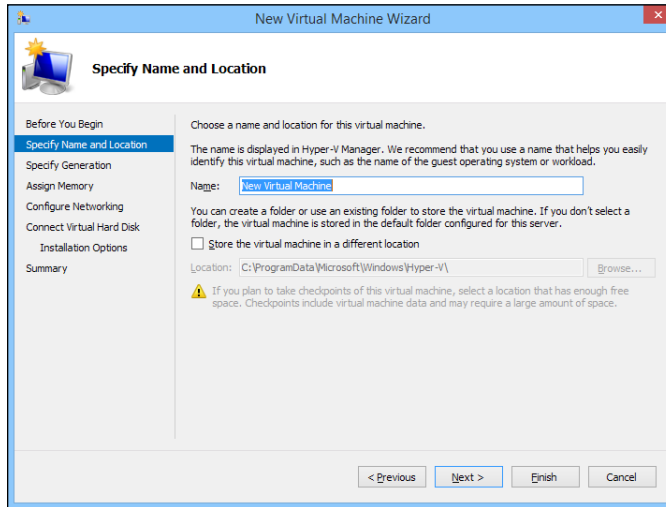 New Virtual Machine Wizard
Specify Name and Location
Before You Begin
Specify Name and Location
Specify Generation
Assign Memory
Configure Networking
Connect Virtual Hard Disk
Installation Options
Summary
Choose a name and location for this virtual machine.
The name is displayed in Hyper-V Manager. We recommend that you use a name that helps you easily
identify this virtual machine, such as the name of the guest operating system or workload.
Name: New Virtual Machine
You can create a folder or use an existing folder to store the virtual machine. If you don't select a
folder, the virtual machine is stored in the default folder configured for this server.
Store the virtual machine in a different location
Location: C:\ProgramData\Microsoft\Windows\Hyper-V\ Browse...
If you plan to take checkpoints of this virtual machine, select a location that has enough free
space. Checkpoints include virtual machine data and may require a large amount of space.
< Previous Next > Finish Cancel